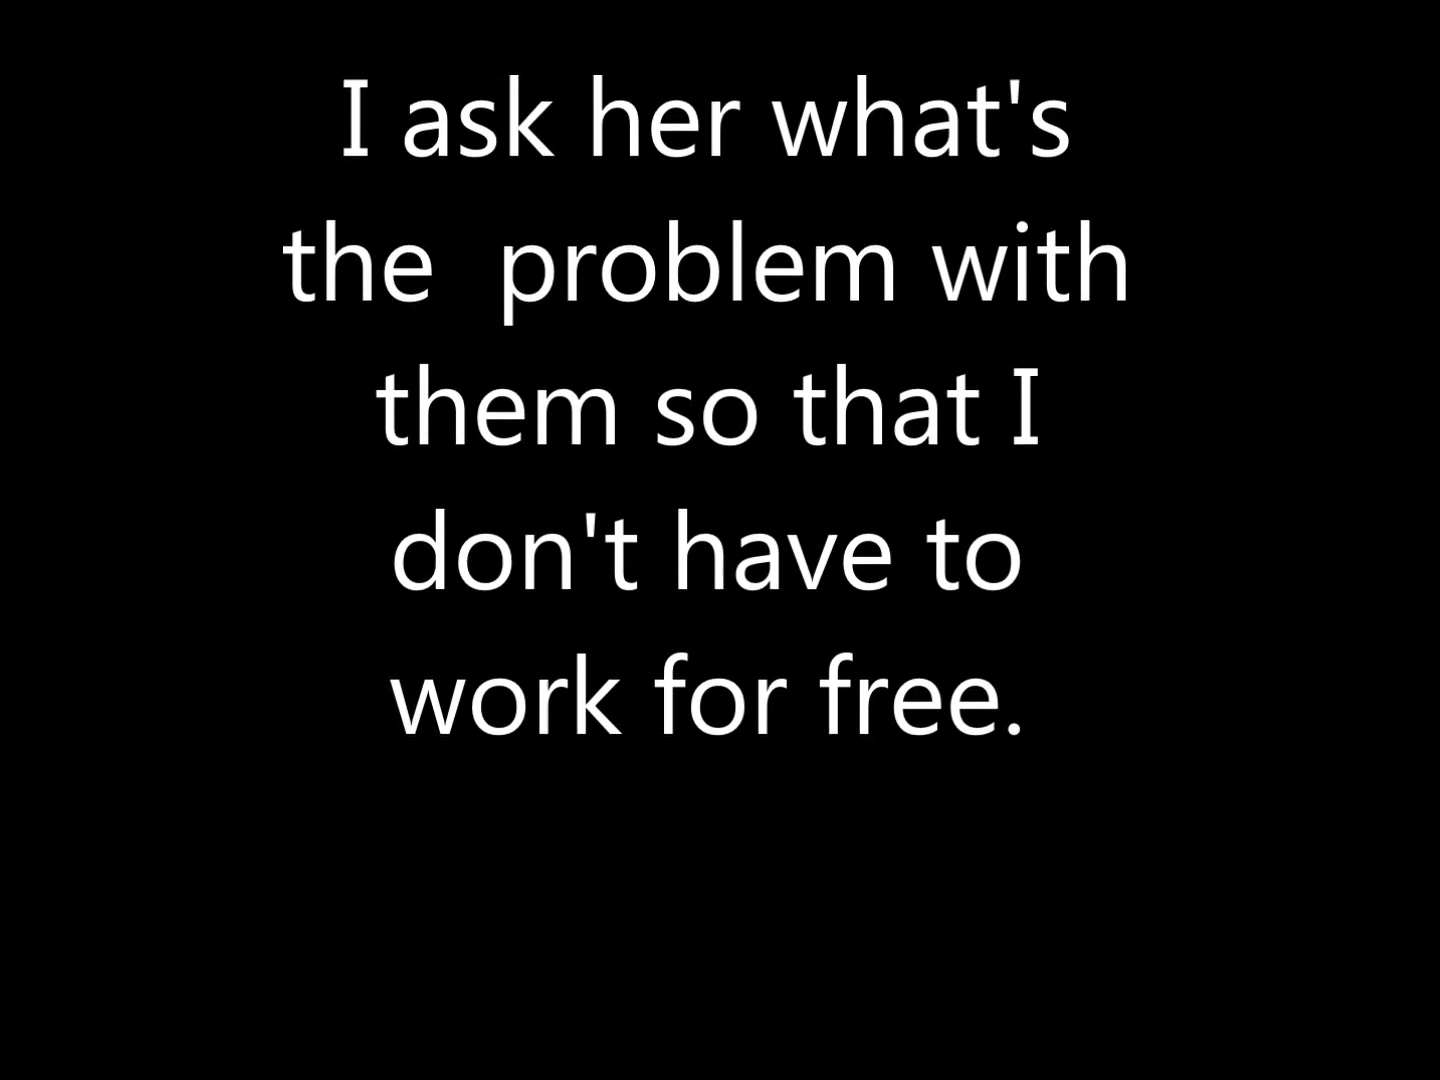 I ask her what's
the  problem with
them so that I
don't have to
work for free.